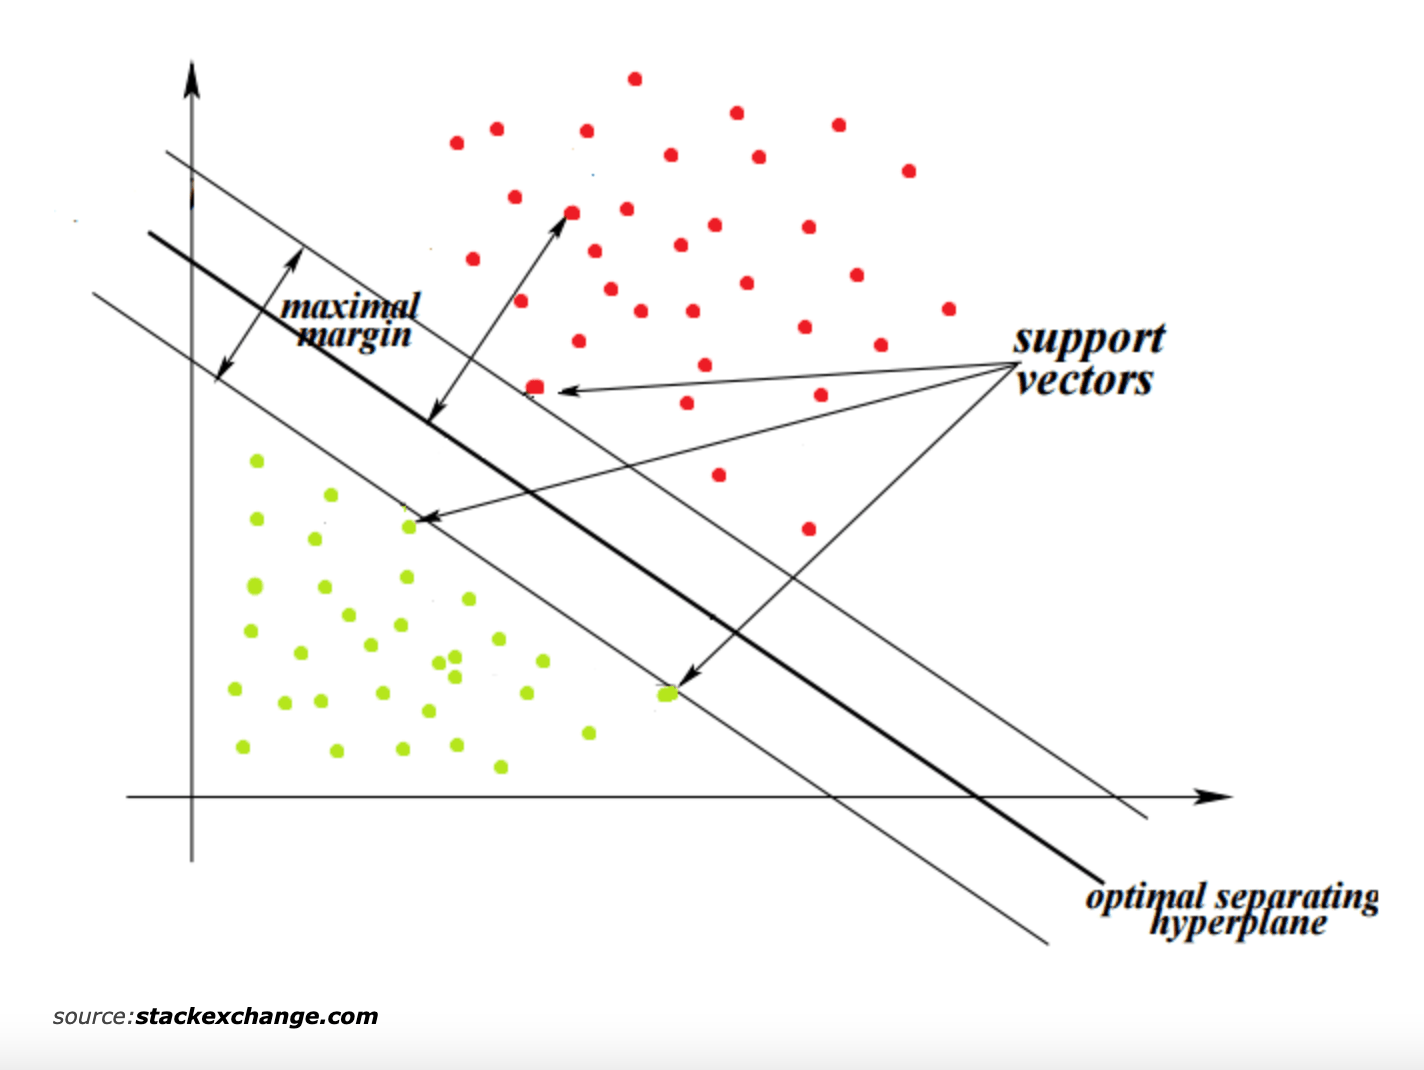 maximal
margin
support
vectors
optimal separating
hyperplane
source:stackexchange.com